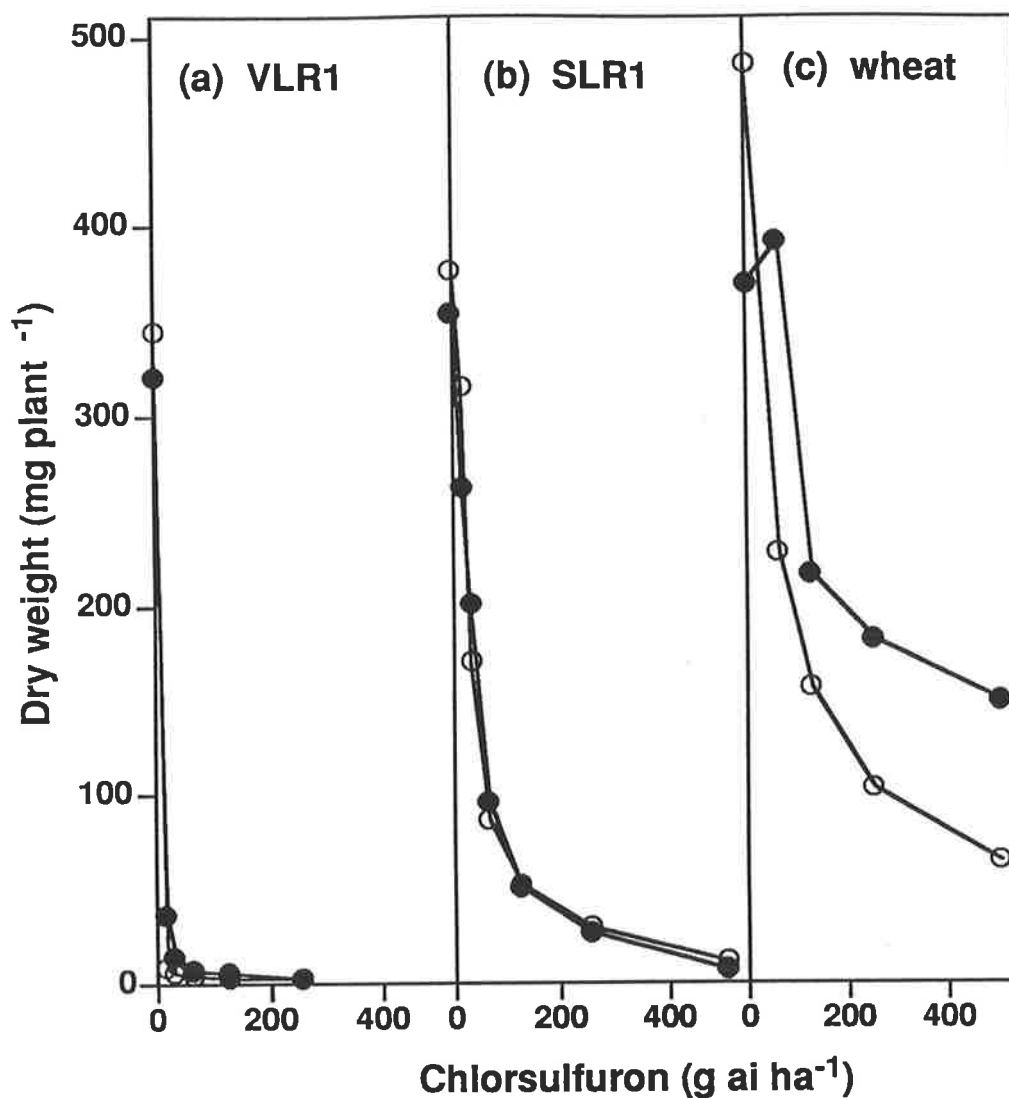 (a) VLR1
(b) SLR1
(c) wheat
500
400
300
200
100
0
Dry weight (mg plant -1)
0 200 400 0 200 400 0 200 400
Chlorsulfuron (g ai ha-1)